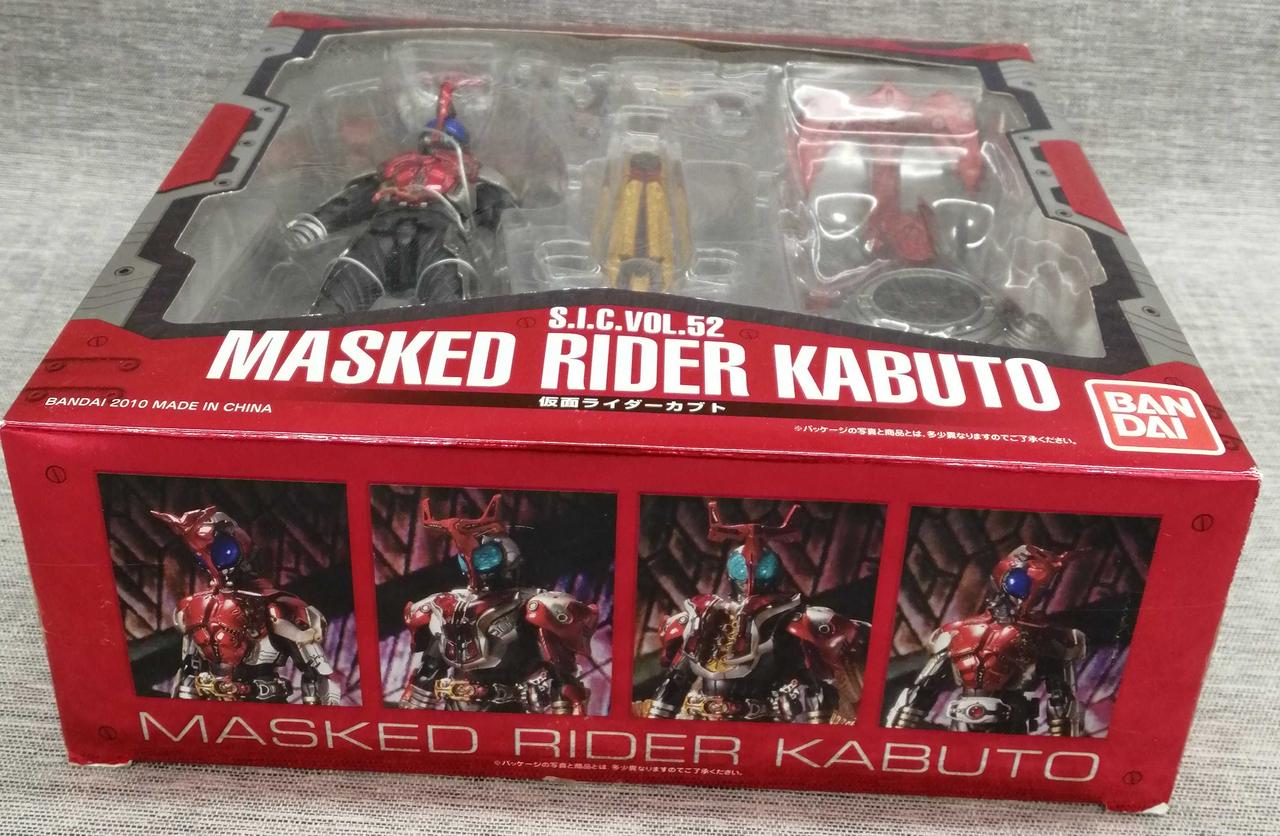 S.I.C.VOL.52
MASKED RIDER KABUTO
仮面ライダーカブト
BANDAI 2010 MADE IN CHINA
※パッケージの写真と商品とは、多少異なりますのでご了承ください。
BAN
DAI
MASKED RIDER KABUTO
※パッケージの写真と商品とは、多少異なりますのでご了承ください。